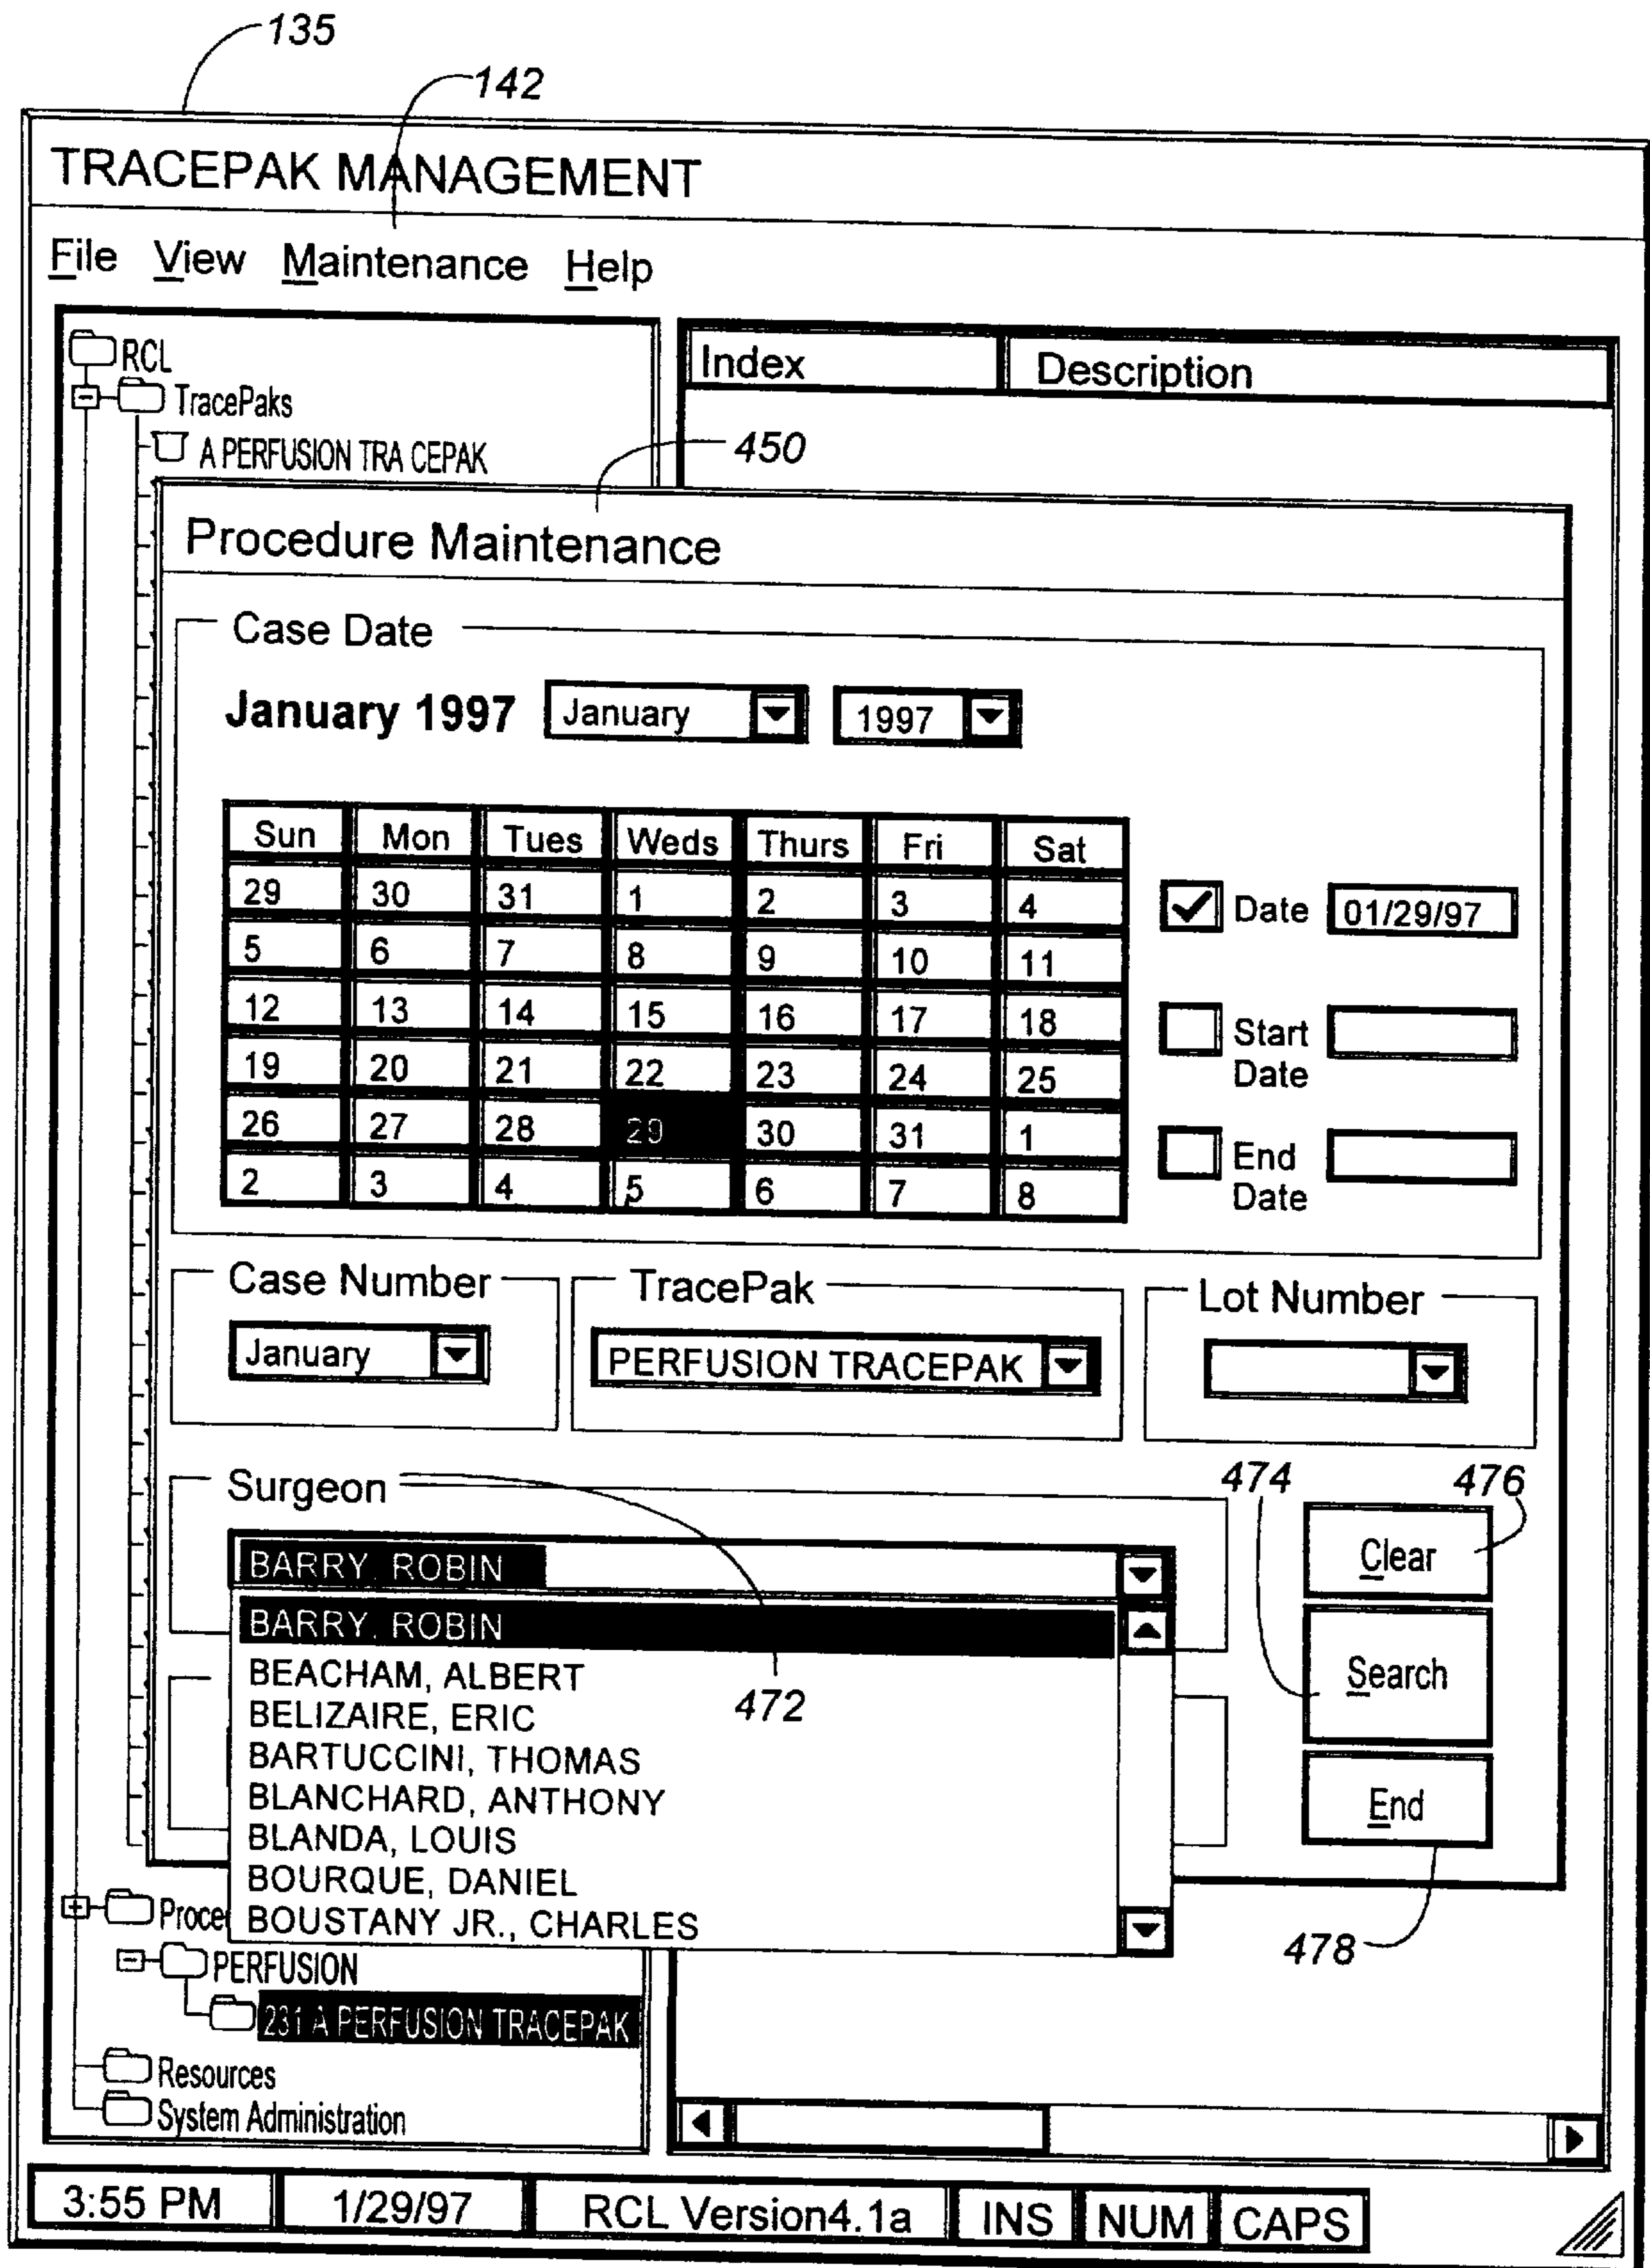 135
142
TRACEPAK MANAGEMENT
File View Maintenance Help
RCL
TracePaks
A PERFUSION TRA CEPAK
Index Description
450
Procedure Maintenance
Case Date
January 1997 January 1997
Sun Mon Tues Weds Thurs Fri Sat
29 30 31 1 2 3 4
5 6 7 8 9 10 11
12 13 14 15 16 17 18
19 20 21 22 23 24 25
26 27 28 29 30 31 1
2 3 4 5 6 7 8
Date 01/29/97
Start
Date
End
Date
Case Number TracePak Lot Number
January PERFUSION TRACEPAK
Surgeon
474 476
BARRY, ROBIN
BARRY, ROBIN
BEACHAM, ALBERT
BELIZAIRE, ERIC
BARTUCCINI, THOMAS
BLANCHARD, ANTHONY
BLANDA, LOUIS
BOURQUE, DANIEL
BOUSTANY JR., CHARLES
472
Clear
Search
End
478
Proce
PERFUSION
231 A PERFUSION TRACEPAK
Resources
System Administration
3:55 PM 1/29/97 RCL Version4.1a INS NUM CAPS